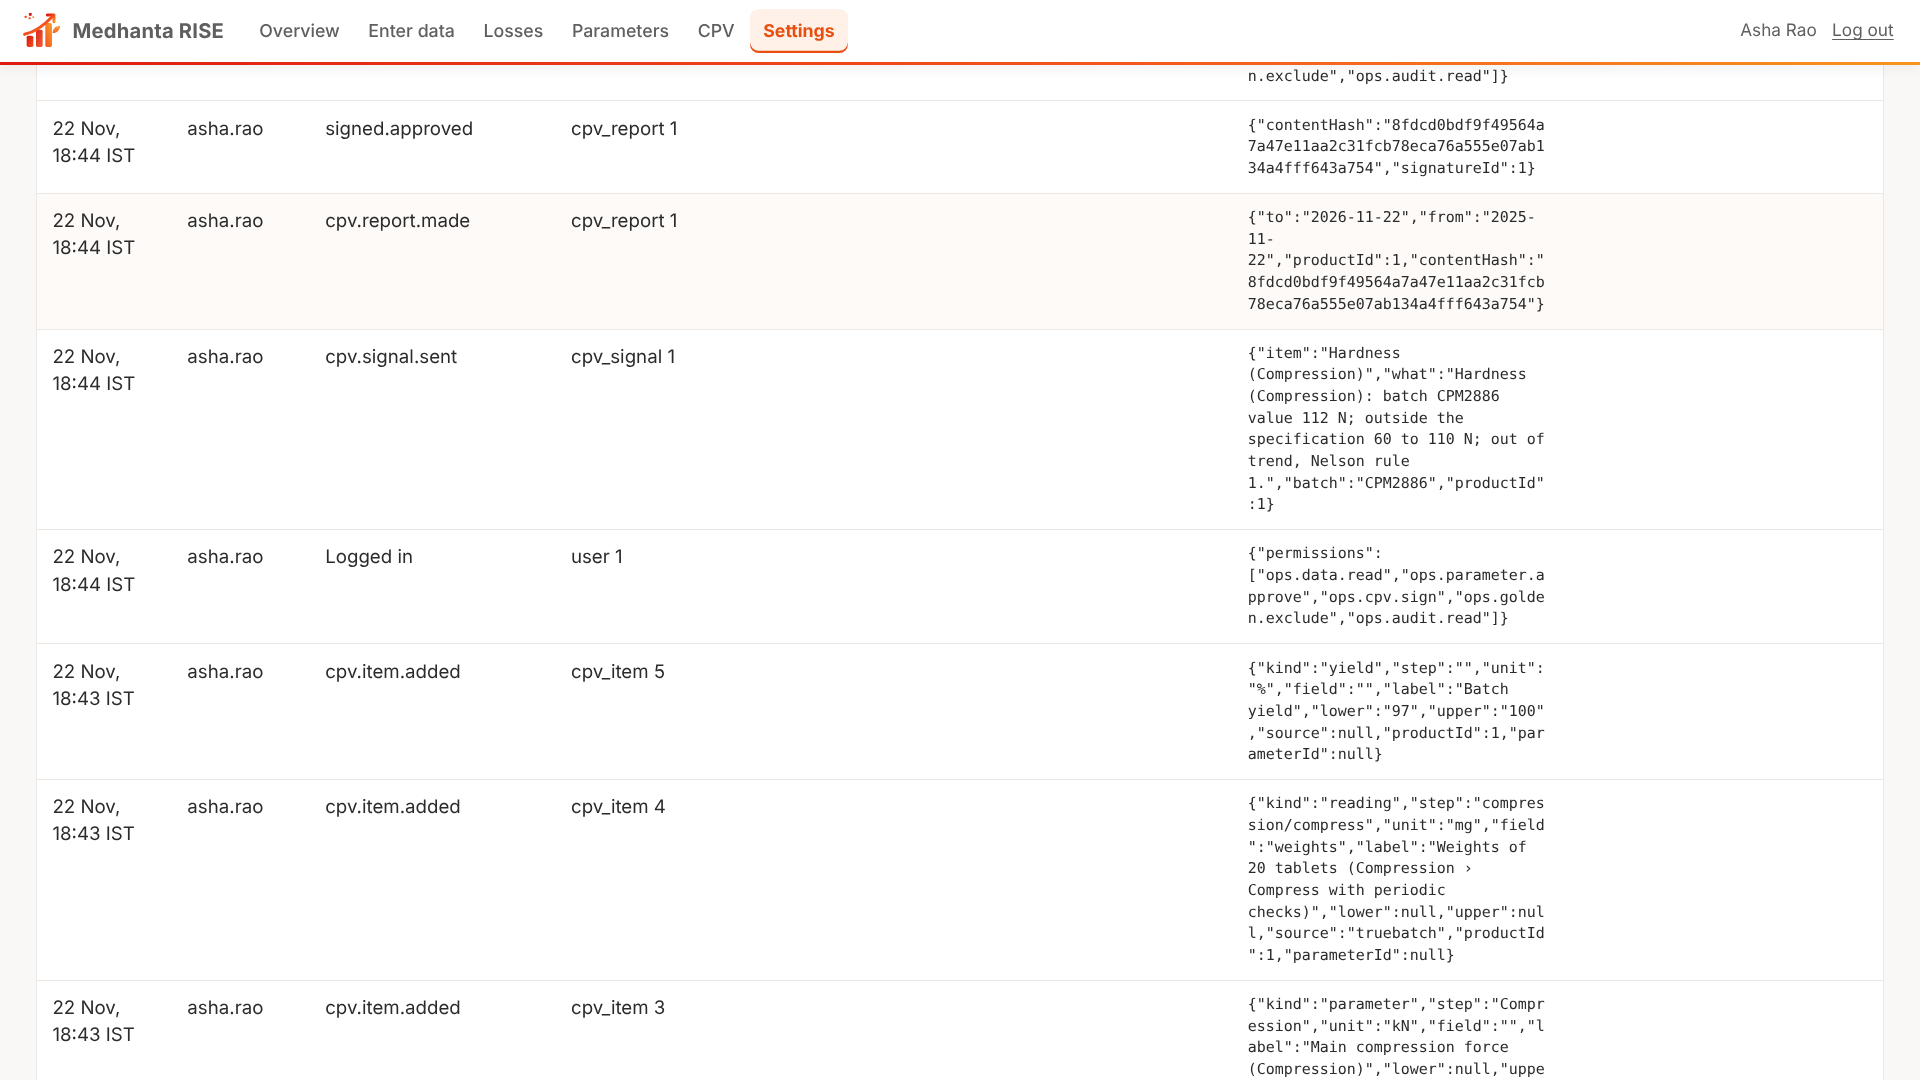 Medhanta RISE Overview Enter data Losses Parameters CPV Settings Asha Rao Log out
n.exclude","ops.audit.read"]}
22 Nov,
18:44 IST
asha.rao
signed.approved
cpv_report 1
{"contentHash":"8fdcd0bdf9f49564a
7a47e11aa2c31fcb78eca76a555e07ab1
34a4fff643a754","signatureId":1}
22 Nov,
18:44 IST
asha.rao
cpv.report.made
cpv_report 1
{"to":"2026-11-22","from":"2025-
11-
22","productId":1,"contentHash":"
8fdcd0bdf9f49564a7a47e11aa2c31fcb
78eca76a555e07ab134a4fff643a754"}
22 Nov,
18:44 IST
asha.rao
cpv.signal.sent
cpv_signal 1
{"item":"Hardness
(Compression)","what":"Hardness
(Compression): batch CPM2886
value 112 N; outside the
specification 60 to 110 N; out of
trend, Nelson rule
1.","batch":"CPM2886","productId"
:1}
22 Nov,
18:44 IST
asha.rao
Logged in
user 1
{"permissions":
["ops.data.read","ops.parameter.a
pprove","ops.cpv.sign","ops.golde
n.exclude","ops.audit.read"]}
22 Nov,
18:43 IST
asha.rao
cpv.item.added
cpv_item 5
{"kind":"yield","step":"","unit":
"%","field":"","label":"Batch
yield","lower":"97","upper":"100"
,"source":null,"productId":1,"par
ameterId":null}
22 Nov,
18:43 IST
asha.rao
cpv.item.added
cpv_item 4
{"kind":"reading","step":"compres
sion/compress","unit":"mg","field
":"weights","label":"Weights of
20 tablets (Compression ›
Compress with periodic
checks)","lower":null,"upper":nul
l,"source":"truebatch","productId
":1,"parameterId":null}
22 Nov,
18:43 IST
asha.rao
cpv.item.added
cpv_item 3
{"kind":"parameter","step":"Compr
ession","unit":"kN","field":"","l
abel":"Main compression force
(Compression)","lower":null,"uppe